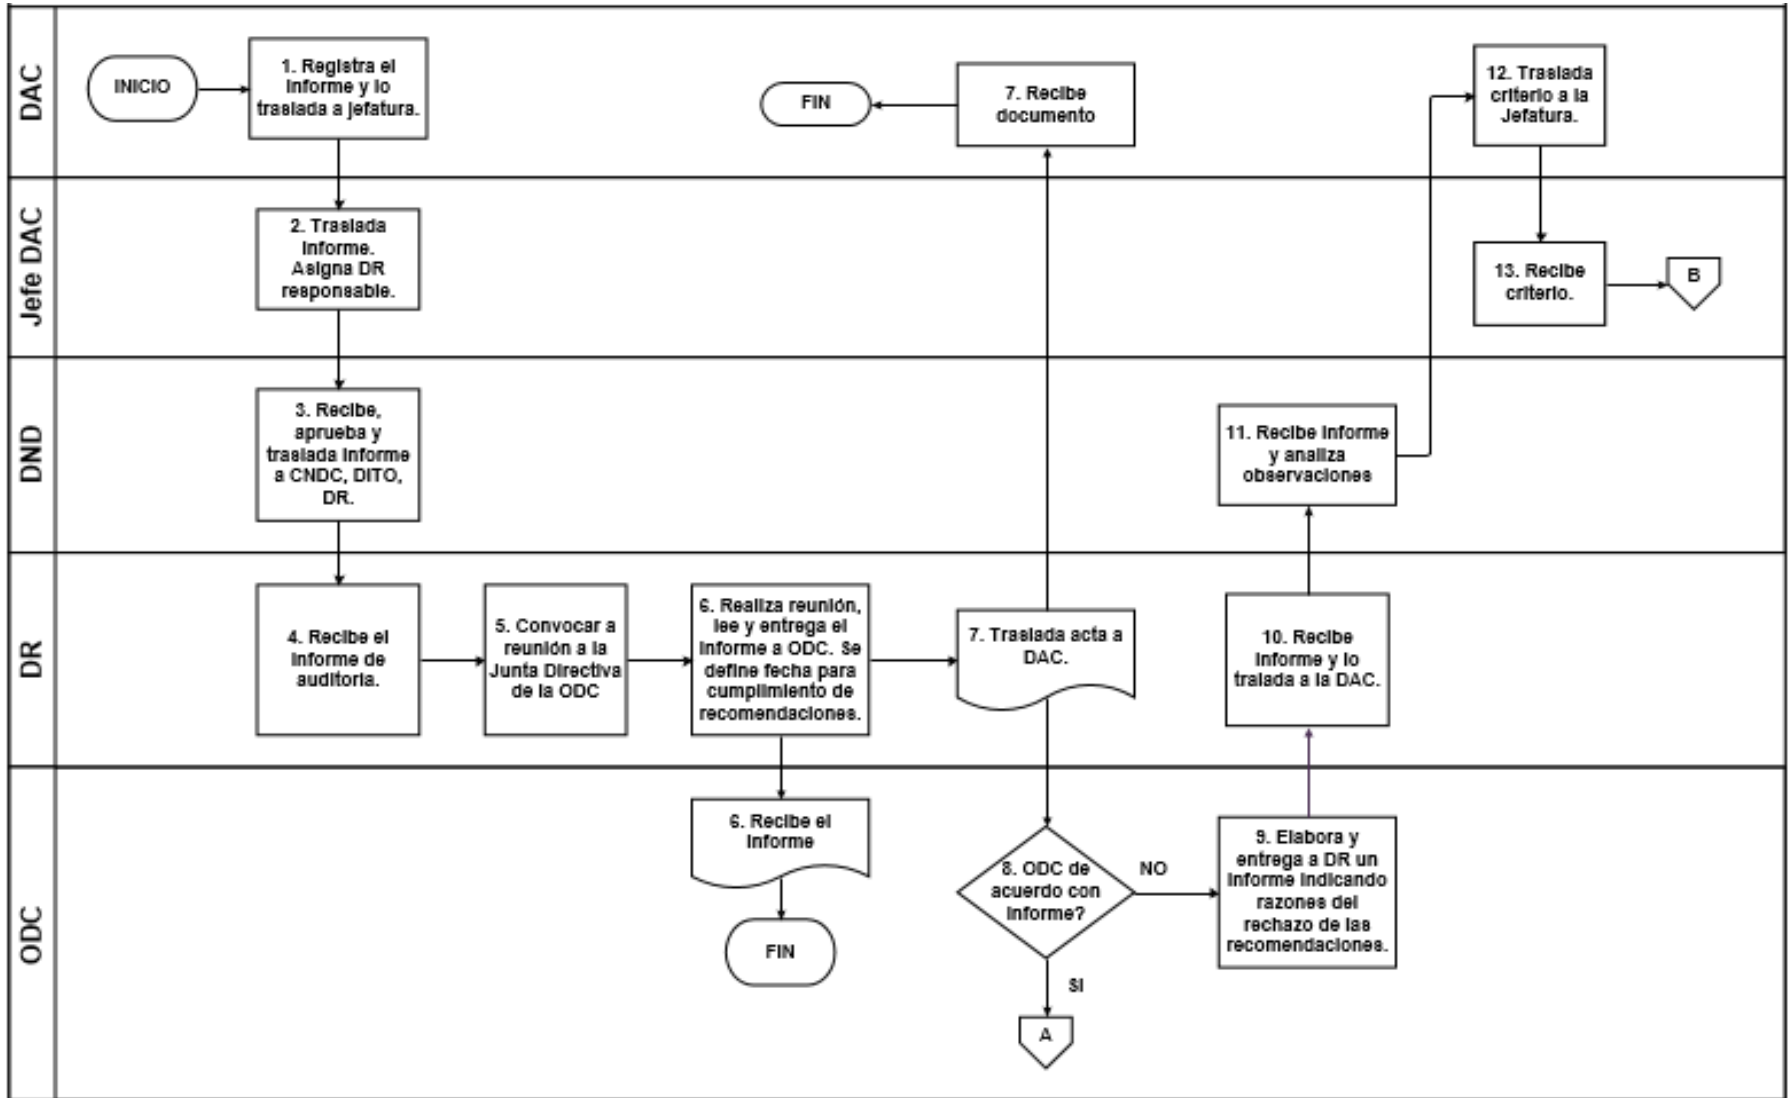 DAC
INICIO
1. Registra el
informe y lo
traslada a jefatura.
FIN
7. Recibe
documento
12. Traslada
criterio a la
Jefatura.
Jefe DAC
2. Traslada
informe.
Asigna DR
responsable.
13. Recibe
criterio.
B
DND
3. Recibe,
aprueba y
traslada informe
a CNDC, DITO,
DR.
11. Recibe informe
y analiza
observaciones
DR
4. Recibe el
informe de
auditoria.
5. Convocar a
reunión a la
Junta Directiva
de la ODC
6. Realiza reunión,
lee y entrega el
informe a ODC. Se
define fecha para
cumplimiento de
recomendaciones.
7. Traslada acta a
DAC.
10. Recibe
informe y lo
tralada a la DAC.
ODC
6. Recibe el
informe
FIN
8. ODC de
acuerdo con
informe?
NO
SI
A
9. Elabora y
entrega a DR un
informe indicando
razones del
rechazo de las
recomendaciones.